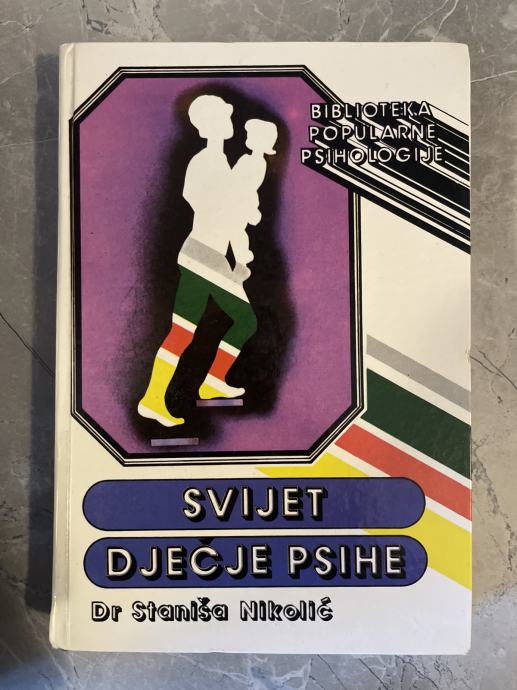 BIBLIOTEKA
POPULARNE
PSIHOLOGIJE
SVIJET
DJEČJE PSIHE
Dr Staniša Nikolić